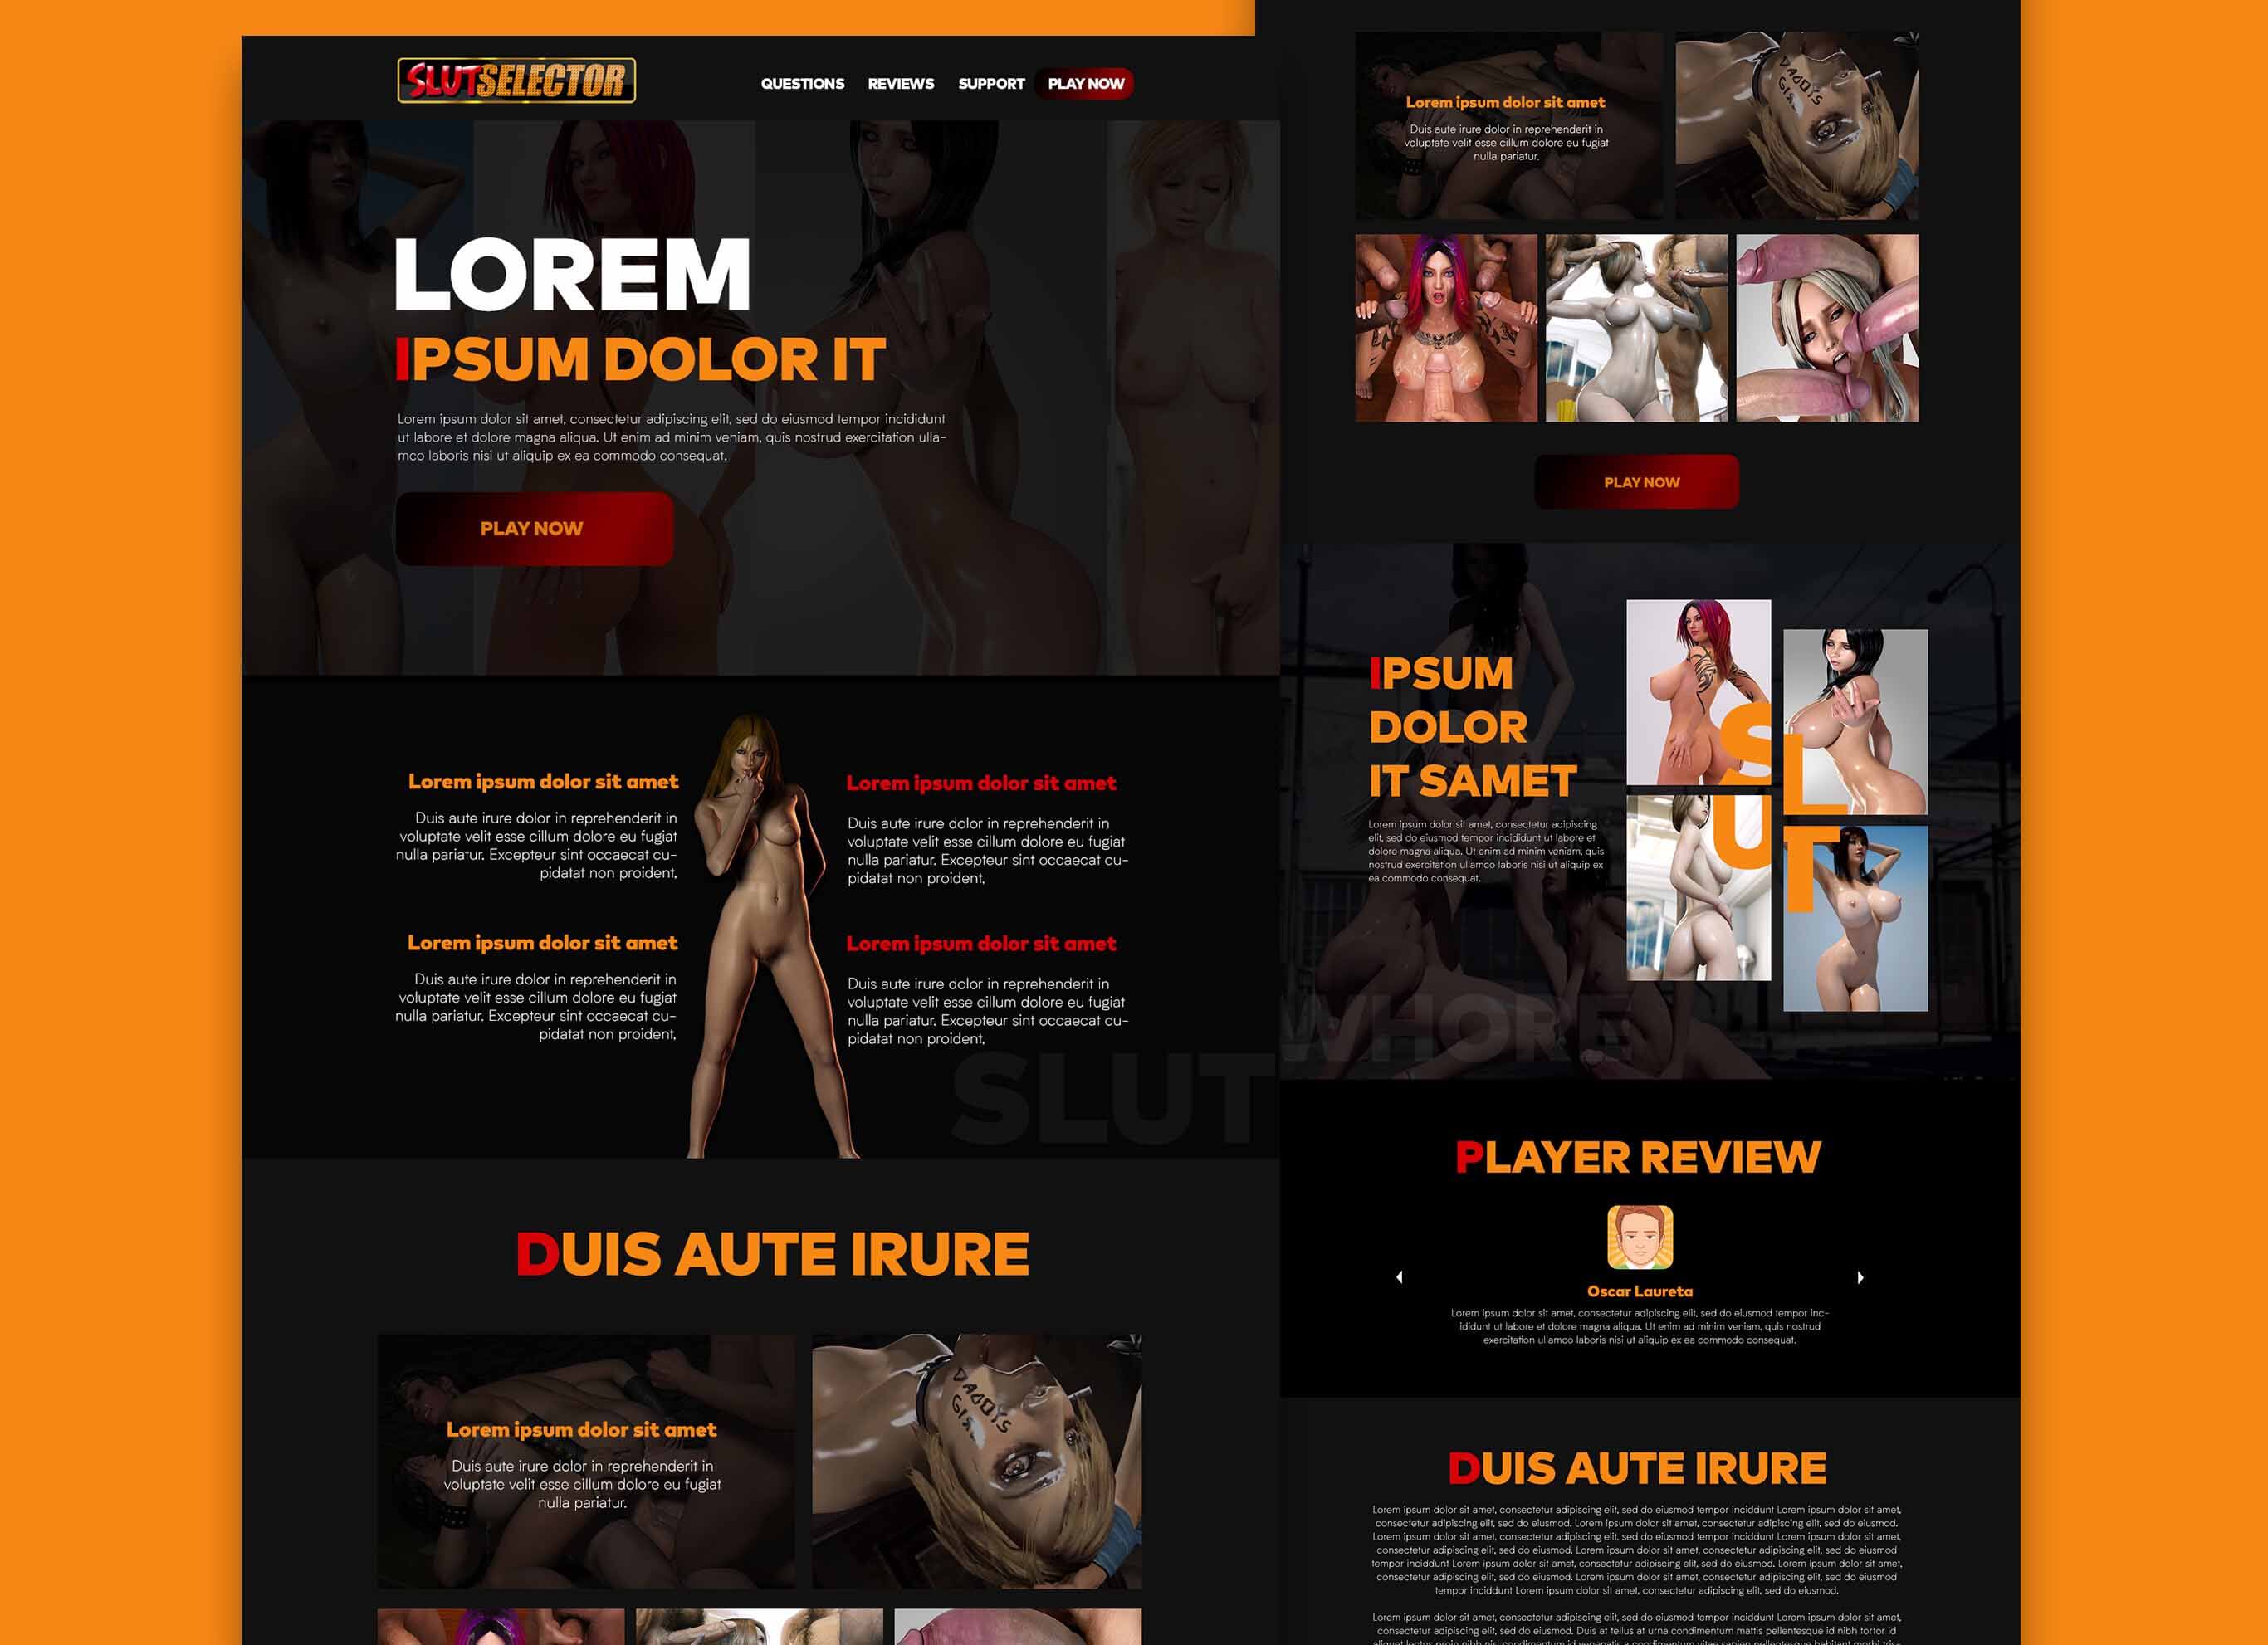 SLUTSELECTOR
QUESTIONS REVIEWS SUPPORT PLAY NOW
LOREM
IPSUM DOLOR IT
Lorem ipsum dolor sit amet, consectetur adipiscing elit, sed do eiusmod tempor incididunt
ut labore et dolore magna aliqua. Ut enim ad minim veniam, quis nostrud exercitation ulla-
mco laboris nisi ut aliquip ex ea commodo consequat.
PLAY NOW
Lorem ipsum dolor sit amet
Duis aute irure dolor in reprehenderit in
voluptate velit esse cillum dolore eu fugiat
nulla pariatur. Excepteur sint occaecat cu-
pidatat non proident,
Lorem ipsum dolor sit amet
Duis aute irure dolor in reprehenderit in
voluptate velit esse cillum dolore eu fugiat
nulla pariatur. Excepteur sint occaecat cu-
pidatat non proident,
Lorem ipsum dolor sit amet
Duis aute irure dolor in reprehenderit in
voluptate velit esse cillum dolore eu fugiat
nulla pariatur. Excepteur sint occaecat cu-
pidatat non proident,
Lorem ipsum dolor sit amet
Duis aute irure dolor in reprehenderit in
voluptate velit esse cillum dolore eu fugiat
nulla pariatur. Excepteur sint occaecat cu-
pidatat non proident,
SLUT
DUIS AUTE IRURE
Lorem ipsum dolor sit amet
Duis aute irure dolor in reprehenderit in
voluptate velit esse cillum dolore eu fugiat
nulla pariatur.
Lorem ipsum dolor sit amet
Duis aute irure dolor in reprehenderit in
voluptate velit esse cillum dolore eu fugiat
nulla pariatur.
PLAY NOW
IPSUM
DOLOR
IT SAMET
Lorem ipsum dolor sit amet, consectetur adipiscing
elit, sed do eiusmod tempor incididunt ut labore et
dolore magna aliqua. Ut enim ad minim veniam, quis
nostrud exercitation ullamco laboris nisi ut aliquip ex
ea commodo consequat.
S
L
U
T
WHORE
PLAYER REVIEW
Oscar Laureta
Lorem ipsum dolor sit amet, consectetur adipiscing elit, sed do eiusmod tempor inc-
ididunt ut labore et dolore magna aliqua. Ut enim ad minim veniam, quis nostrud
exercitation ullamco laboris nisi ut aliquip ex ea commodo consequat.
DUIS AUTE IRURE
Lorem ipsum dolor sit amet, consectetur adipiscing elit, sed do eiusmod tempor inciddunt Lorem ipsum dolor sit amet,
consectetur adipiscing elit, sed do eiusmod. Lorem ipsum dolor sit amet, consectetur adipiscing elit, sed do eiusmod.
Lorem ipsum dolor sit amet, consectetur adipiscing elit, sed do eiusmod tempor inciddunt Lorem ipsum dolor sit amet,
consectetur adipiscing elit, sed do eiusmod. Lorem ipsum dolor sit amet, consectetur adipiscing elit, sed do eiusmod
tempor inciddunt Lorem ipsum dolor sit amet, consectetur adipiscing elit, sed do eiusmod. Lorem ipsum dolor sit amet,
consectetur adipiscing elit, sed do eiusmod. Lorem ipsum dolor sit amet, consectetur adipiscing elit, sed do eiusmod
tempor inciddunt Lorem ipsum dolor sit amet, consectetur adipiscing elit, sed do eiusmod.
Lorem ipsum dolor sit amet, consectetur adipiscing elit, sed do eiusmod tempor inciddunt Lorem ipsum dolor sit amet,
consectetur adipiscing elit, sed do eiusmod. Duis at tellus at urna condimentum mattis pellentesque id nibh tortor id